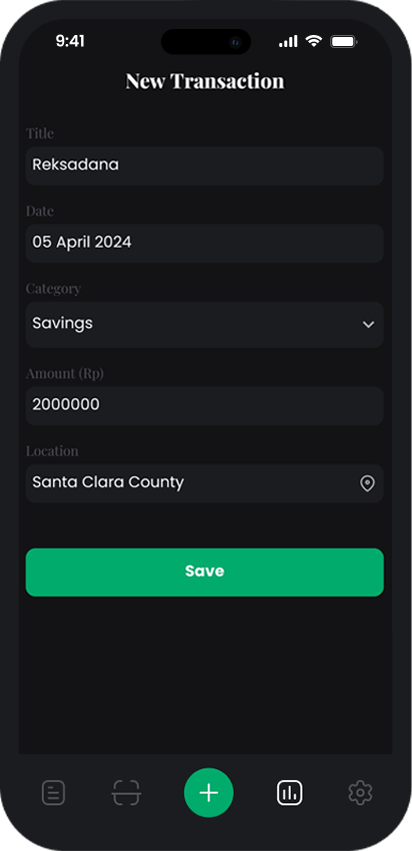 9:41
New Transaction
Title
Reksadana
Date
05 April 2024
Category
Savings
Amount (Rp)
2000000
Location
Santa Clara County
Save